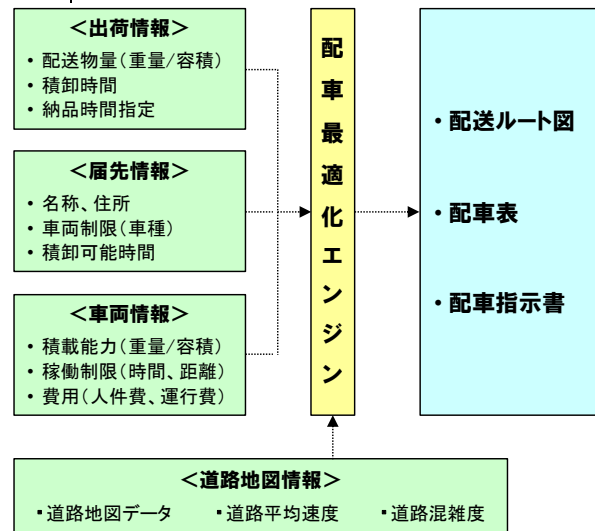 <出荷情報>
・配送物量(重量/容積)
・積卸時間
・納品時間指定
<届先情報>
・名称、住所
・車両制限(車種)
・積卸可能時間
<車両情報>
・積載能力(重量/容積)
・稼働制限(時間、距離)
・費用(人件費、運行費)
配車最適化エンジン
・配送ルート図
・配車表
・配車指示書
<道路地図情報>
▪道路地図データ ▪道路平均速度 ▪道路混雑度